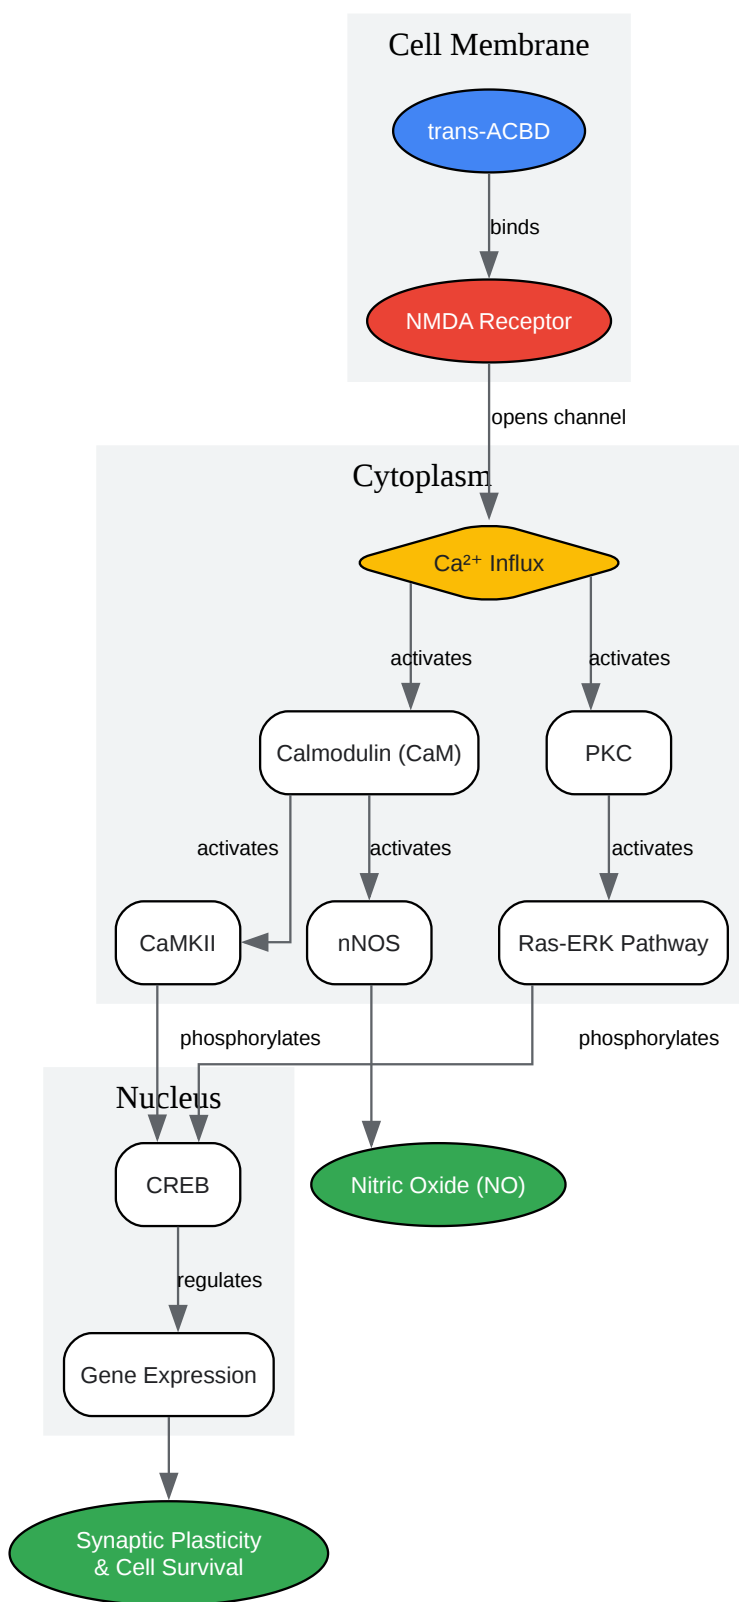 Cell Membrane
trans-ACBD
binds
NMDA Receptor
opens channel
Cytoplasm
Ca²⁺ Influx
activates
activates
Calmodulin (CaM)
PKC
activates
activates
activates
CaMKII
nNOS
Ras-ERK Pathway
phosphorylates
phosphorylates
Nucleus
CREB
Nitric Oxide (NO)
regulates
Gene Expression
Synaptic Plasticity
& Cell Survival